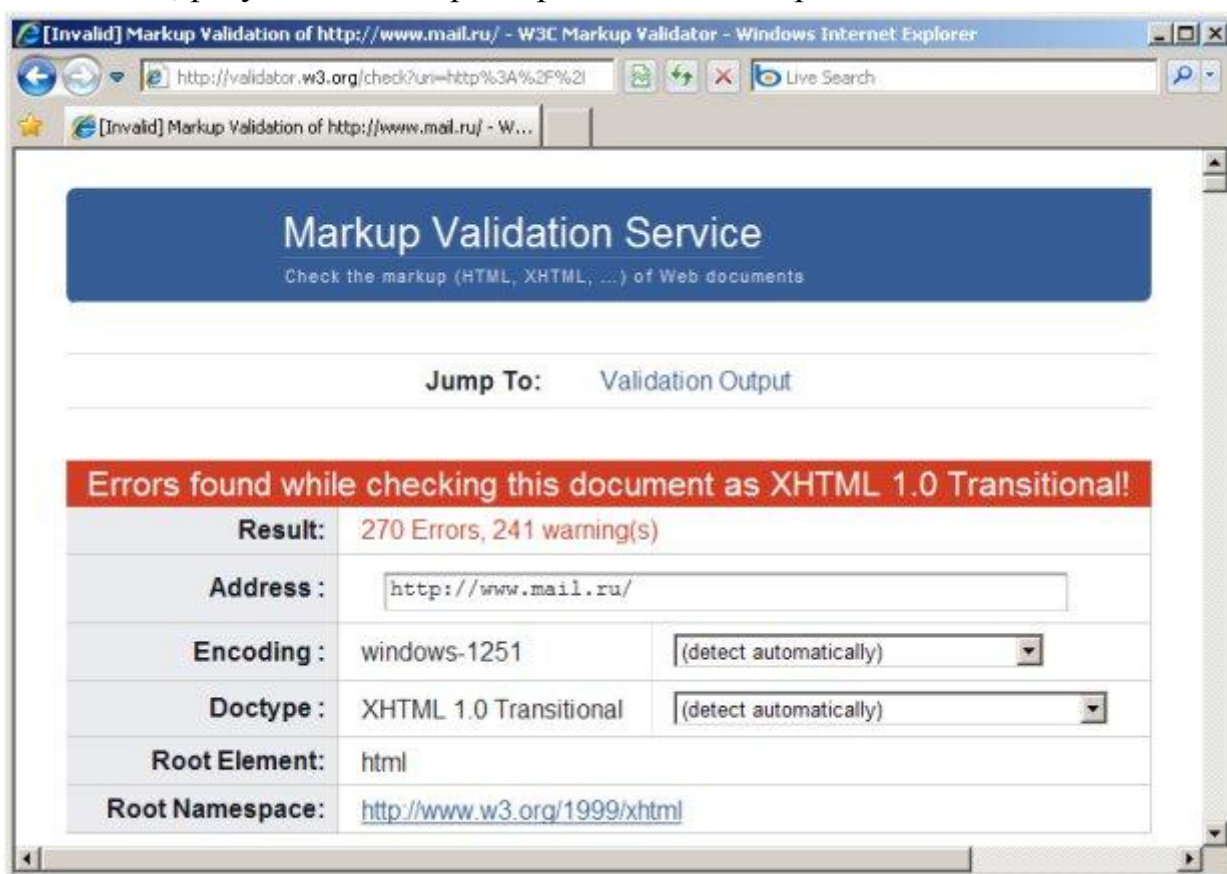 [Invalid] Markup Validation of http://www.mail.ru/ - W3C Markup Validator - Windows Internet Explorer
http://validator.w3.org/check?uri=http%3A%2F%2 Live Search
[Invalid] Markup Validation of http://www.mail.ru/ - W...
Markup Validation Service
Check the markup (HTML, XHTML, ...) of Web documents
Jump To: Validation Output
Errors found while checking this document as XHTML 1.0 Transitional!
Result: 270 Errors, 241 warning(s)
Address : http://www.mail.ru/
Encoding : windows-1251 (detect automatically)
Doctype : XHTML 1.0 Transitional (detect automatically)
Root Element: html
Root Namespace: http://www.w3.org/1999/xhtml